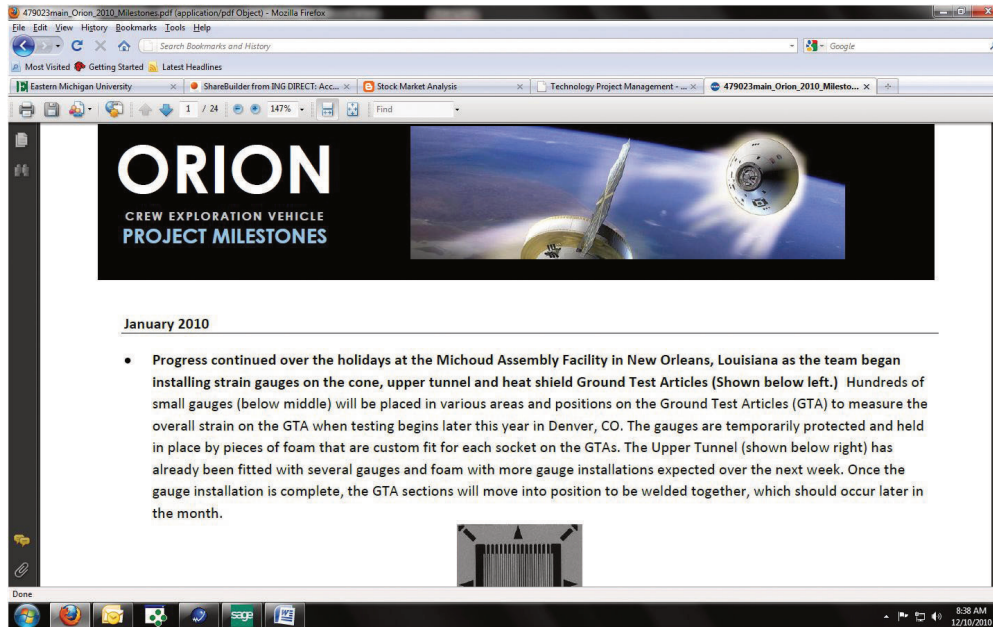 479023main_Orion_2010_Milestones.pdf (application/pdf Object) - Mozilla Firefox
File Edit View History Bookmarks Tools Help
Search Bookmarks and History
Google
Most Visited Getting Started Latest Headlines
Eastern Michigan University
ShareBuilder from ING DIRECT: Acc...
Stock Market Analysis
Technology Project Management - ...
479023main_Orion_2010_Milesto...
1 / 24 147% Find
ORION
CREW EXPLORATION VEHICLE
PROJECT MILESTONES
January 2010
• Progress continued over the holidays at the Michoud Assembly Facility in New Orleans, Louisiana as the team began
installing strain gauges on the cone, upper tunnel and heat shield Ground Test Articles (Shown below left.) Hundreds of
small gauges (below middle) will be placed in various areas and positions on the Ground Test Articles (GTA) to measure the
overall strain on the GTA when testing begins later this year in Denver, CO. The gauges are temporarily protected and held
in place by pieces of foam that are custom fit for each socket on the GTAs. The Upper Tunnel (shown below right) has
already been fitted with several gauges and foam with more gauge installations expected over the next week. Once the
gauge installation is complete, the GTA sections will move into position to be welded together, which should occur later in
the month.
Done
sage
8:38 AM
12/10/2010